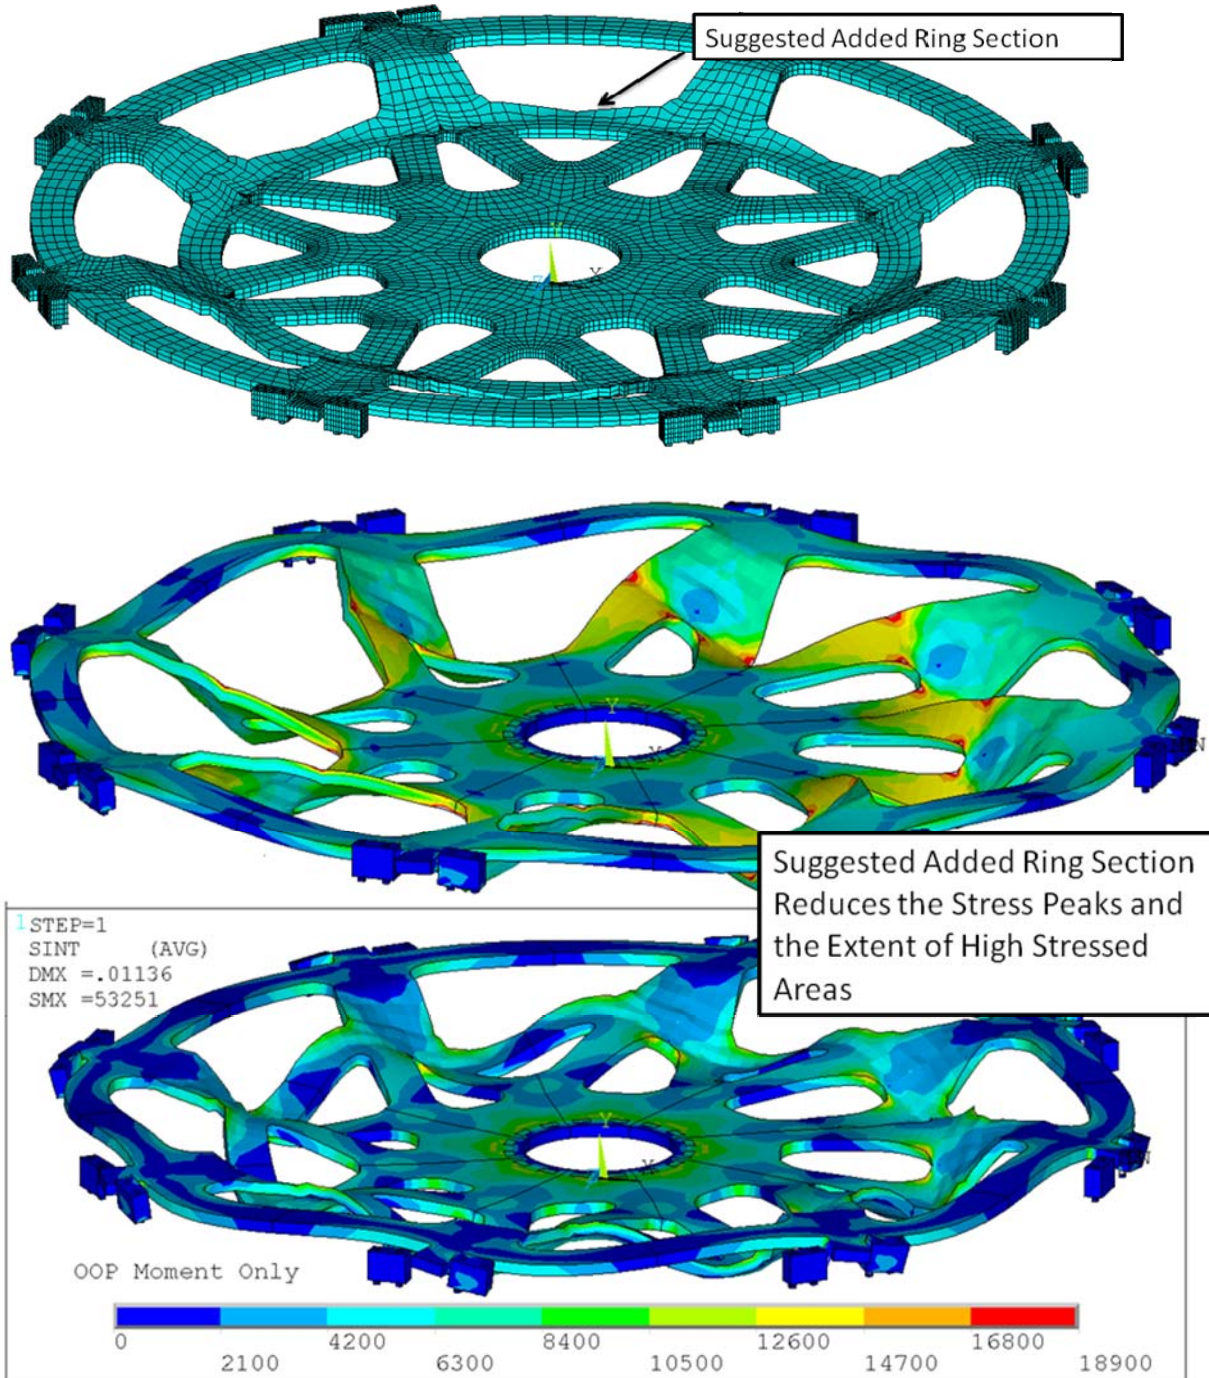 Suggested Added Ring Section
Y
X
Z
Y
X
Suggested Added Ring Section
Reduces the Stress Peaks and
the Extent of High Stressed
Areas
1
STEP=1
SINT (AVG)
DMX =.01136
SMX =53251
Y
X
OOP Moment Only
0 4200 8400 12600 16800
2100 6300 10500 14700 18900